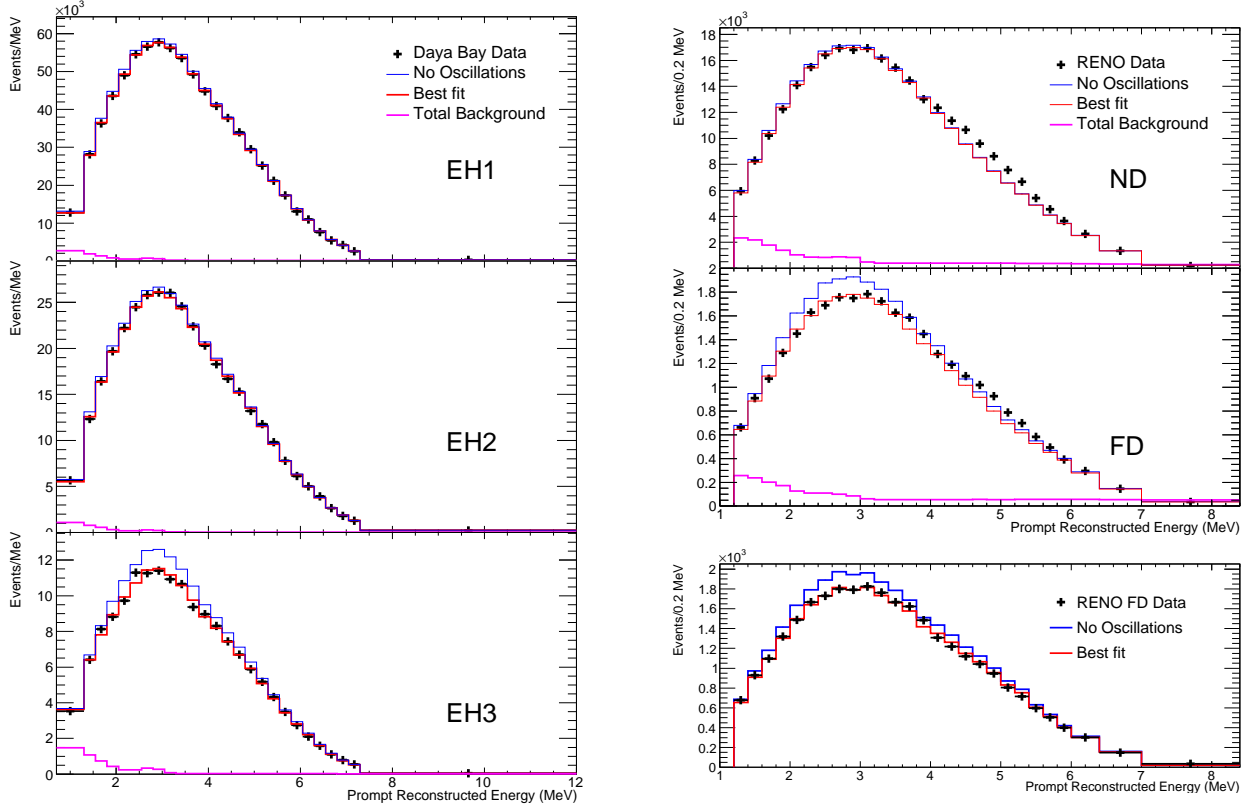 ×10³
Events/MeV
60
50
40
30
20
10
0
Daya Bay Data
No Oscillations
Best fit
Total Background
EH1
Events/MeV
25
20
15
10
5
0
EH2
Events/MeV
12
10
8
6
4
2
0
EH3
2 4 6 8 10 12
Prompt Reconstructed Energy (MeV)
×10³
Events/0.2 MeV
18
16
14
12
10
8
6
4
2
RENO Data
No Oscillations
Best fit
Total Background
ND
Events/0.2 MeV
2
1.8
1.6
1.4
1.2
1
0.8
0.6
0.4
0.2
0
FD
1 2 3 4 5 6 7 8
Prompt Reconstructed Energy (MeV)
×10³
Events/0.2 MeV
2
1.8
1.6
1.4
1.2
1
0.8
0.6
0.4
0.2
0
RENO FD Data
No Oscillations
Best fit
1 2 3 4 5 6 7 8
Prompt Reconstructed Energy (MeV)